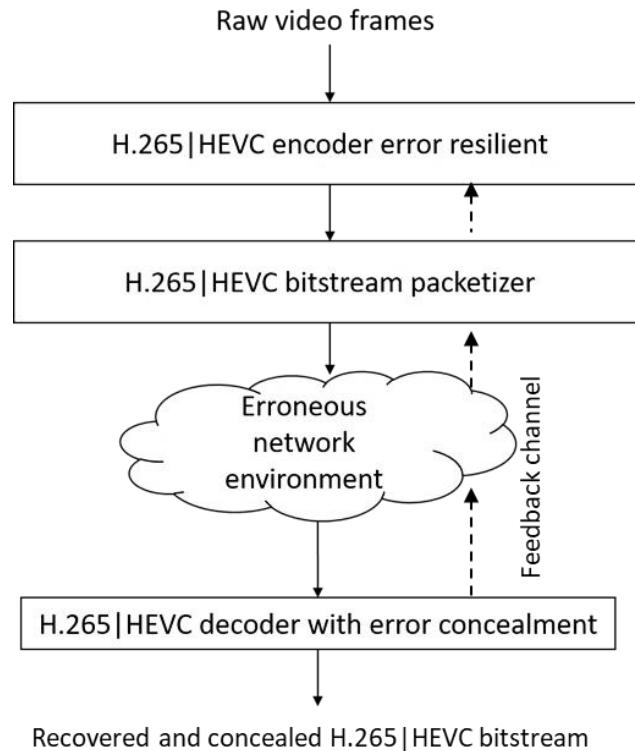 Raw video frames
H.265|HEVC encoder error resilient
H.265|HEVC bitstream packetizer
Erroneous
network
environment
Feedback channel
H.265|HEVC decoder with error concealment
Recovered and concealed H.265|HEVC bitstream